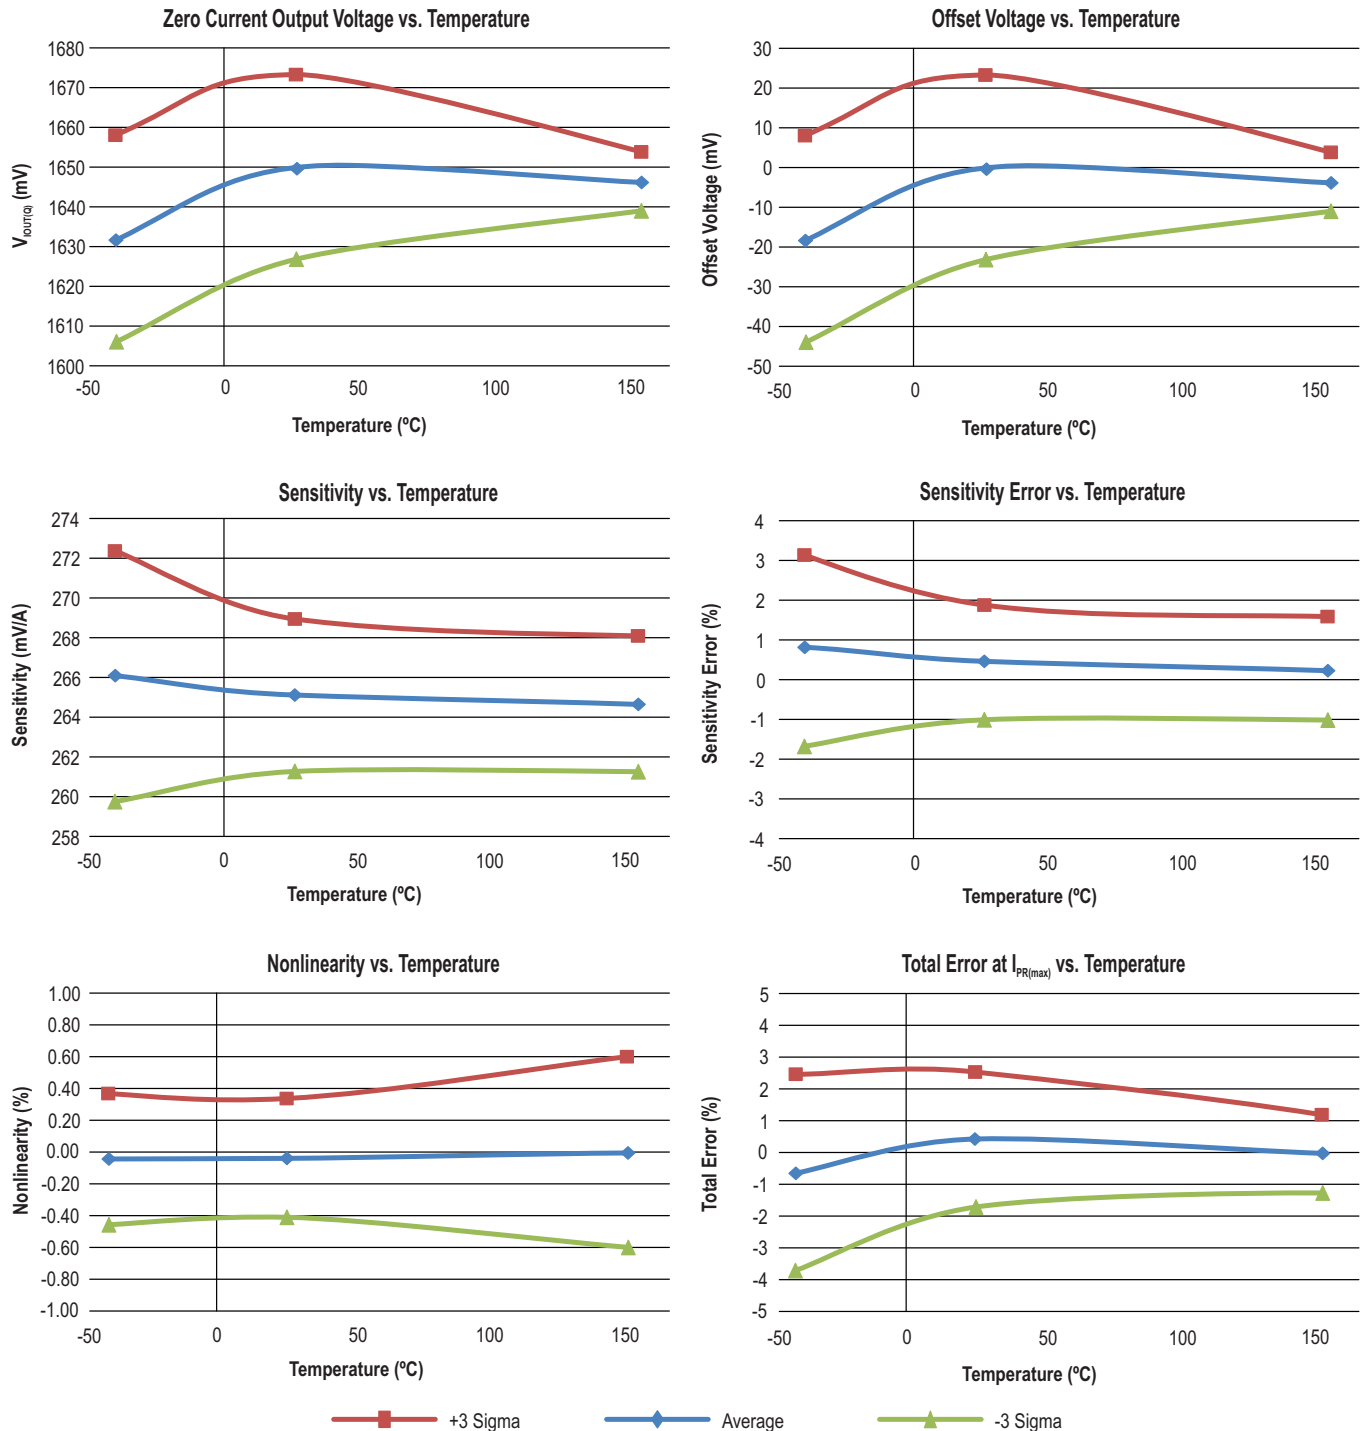 Zero Current Output Voltage vs. Temperature
1680
1670
1660
1650
1640
1630
1620
1610
1600
V_IOUT(Q) (mV)
-50 0 50 100 150
Temperature (ºC)
Offset Voltage vs. Temperature
30
20
10
0
-10
-20
-30
-40
-50
Offset Voltage (mV)
-50 0 50 100 150
Temperature (ºC)
Sensitivity vs. Temperature
274
272
270
268
266
264
262
260
258
Sensitivity (mV/A)
-50 0 50 100 150
Temperature (ºC)
Sensitivity Error vs. Temperature
4
3
2
1
0
-1
-2
-3
-4
Sensitivity Error (%)
-50 0 50 100 150
Temperature (ºC)
Nonlinearity vs. Temperature
1.00
0.80
0.60
0.40
0.20
0.00
-0.20
-0.40
-0.60
-0.80
-1.00
Nonlinearity (%)
-50 0 50 100 150
Temperature (ºC)
Total Error at I_PR(max) vs. Temperature
5
4
3
2
1
0
-1
-2
-3
-4
-5
Total Error (%)
-50 0 50 100 150
Temperature (ºC)
+3 Sigma Average -3 Sigma